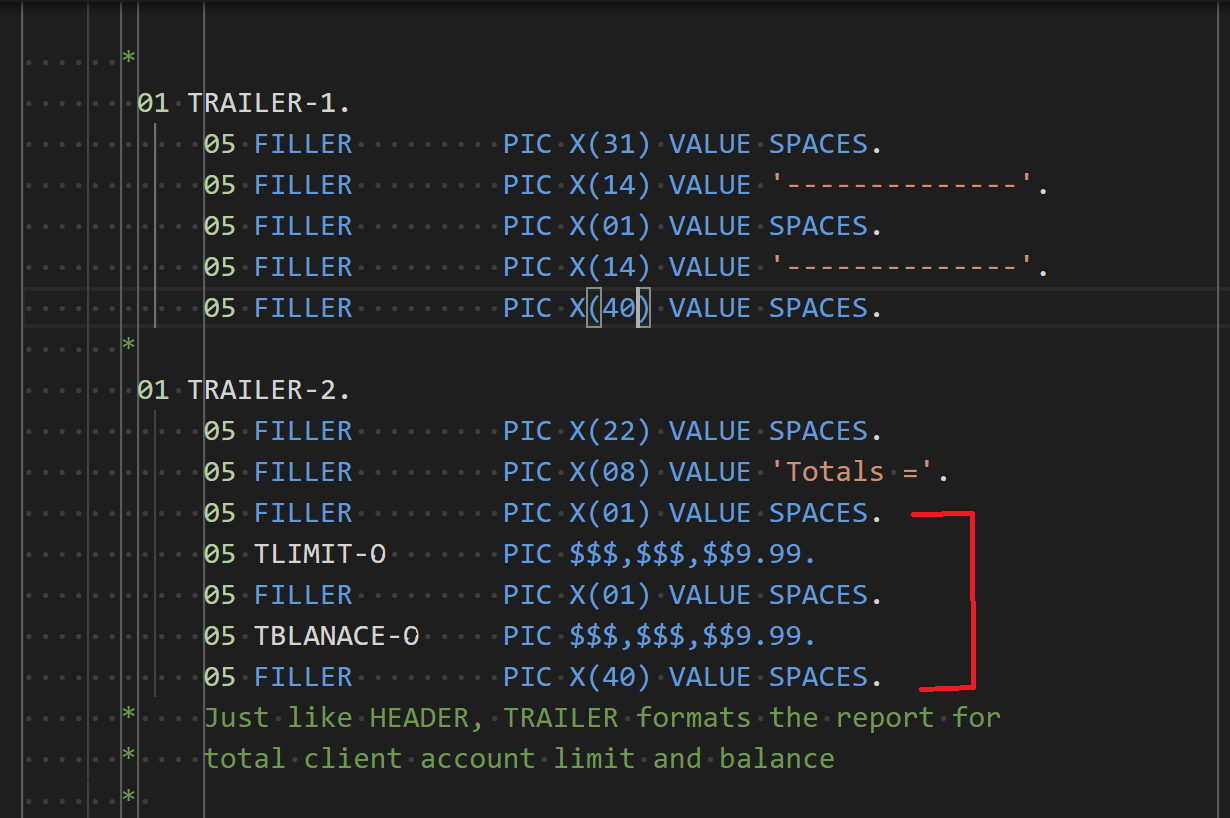 *
01 TRAILER-1.
05 FILLER PIC X(31) VALUE SPACES.
05 FILLER PIC X(14) VALUE '--------------'.
05 FILLER PIC X(01) VALUE SPACES.
05 FILLER PIC X(14) VALUE '--------------'.
05 FILLER PIC X(40) VALUE SPACES.
*
01 TRAILER-2.
05 FILLER PIC X(22) VALUE SPACES.
05 FILLER PIC X(08) VALUE 'Totals ='.
05 FILLER PIC X(01) VALUE SPACES.
05 TLIMIT-O PIC $$$,$$$,$$9.99.
05 FILLER PIC X(01) VALUE SPACES.
05 TBLANACE-O PIC $$$,$$$,$$9.99.
05 FILLER PIC X(40) VALUE SPACES.
* Just like HEADER, TRAILER formats the report for
* total client account limit and balance
*